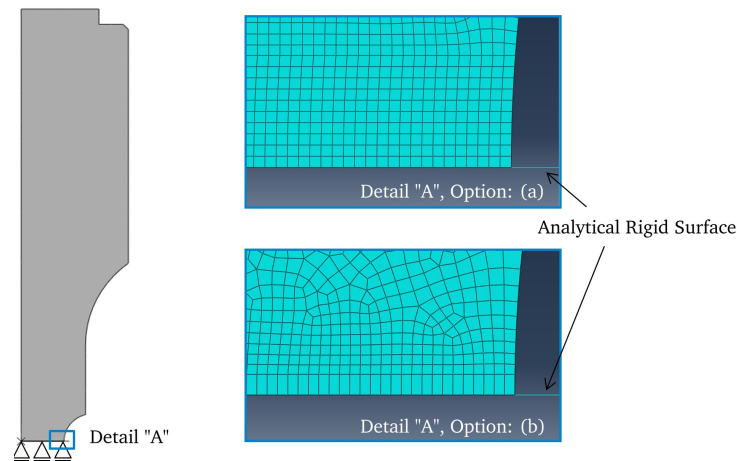 Detail "A", Option: (a)
Analytical Rigid Surface
Detail "A", Option: (b)
Detail "A"